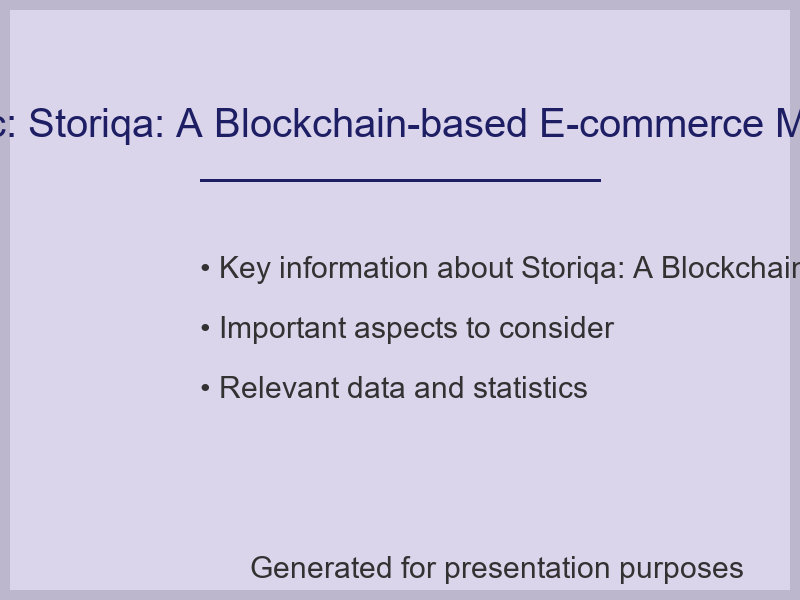 c: Storiqa: A Blockchain-based E-commerce M
• Key information about Storiqa: A Blockchain
• Important aspects to consider
• Relevant data and statistics
Generated for presentation purposes